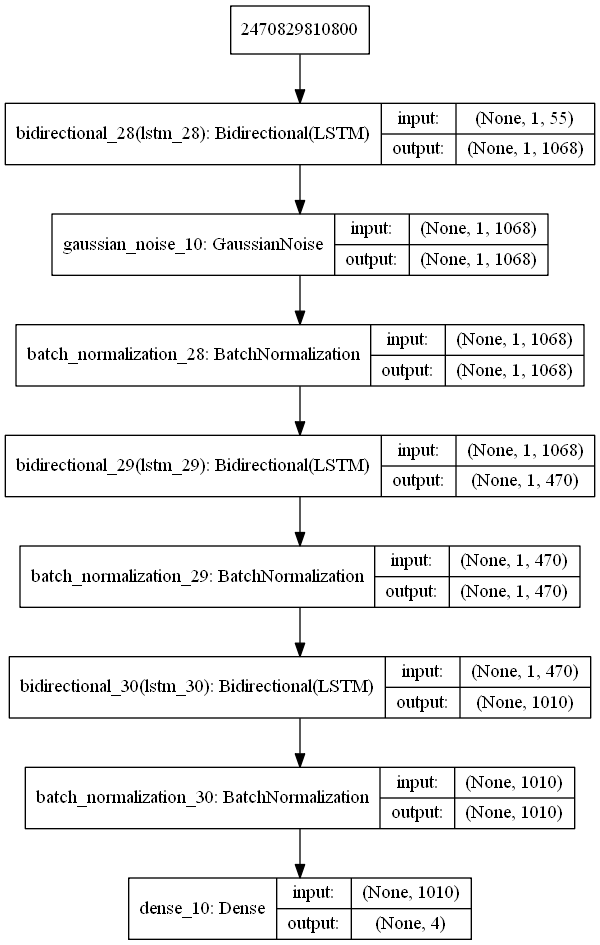 2470829810800
bidirectional_28(lstm_28): Bidirectional(LSTM)
input: (None, 1, 55)
output: (None, 1, 1068)
gaussian_noise_10: GaussianNoise
input: (None, 1, 1068)
output: (None, 1, 1068)
batch_normalization_28: BatchNormalization
input: (None, 1, 1068)
output: (None, 1, 1068)
bidirectional_29(lstm_29): Bidirectional(LSTM)
input: (None, 1, 1068)
output: (None, 1, 470)
batch_normalization_29: BatchNormalization
input: (None, 1, 470)
output: (None, 1, 470)
bidirectional_30(lstm_30): Bidirectional(LSTM)
input: (None, 1, 470)
output: (None, 1010)
batch_normalization_30: BatchNormalization
input: (None, 1010)
output: (None, 1010)
dense_10: Dense
input: (None, 1010)
output: (None, 4)